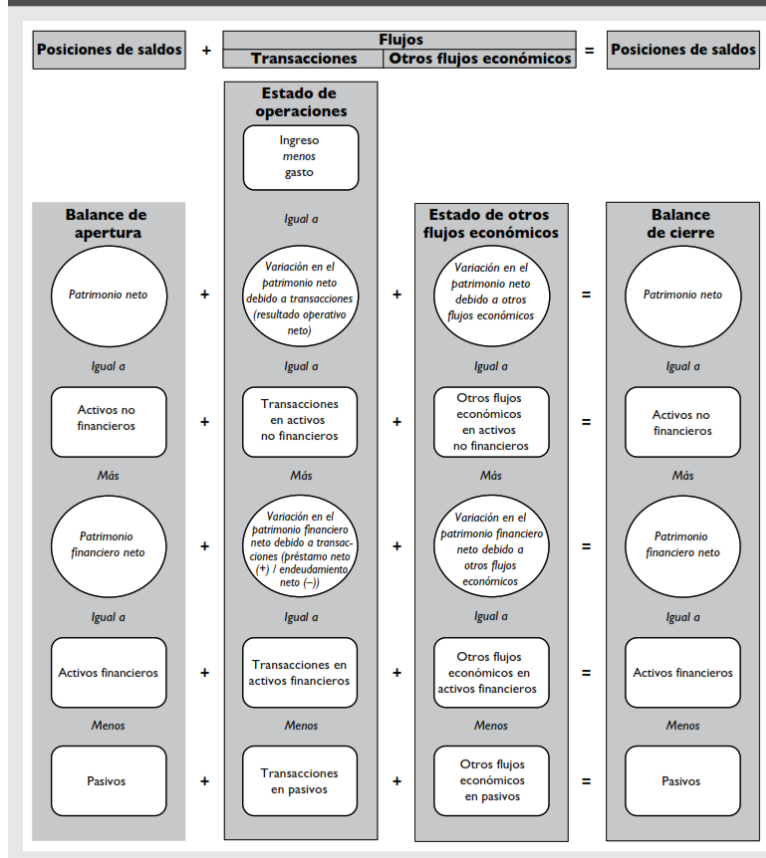 Posiciones de saldos + Flujos = Posiciones de saldos
Transacciones Otros flujos económicos
Estado de
operaciones
Ingreso
menos
gasto
Igual a
Balance de
apertura
Estado de otros
flujos económicos
Balance
de cierre
Patrimonio neto
+
Variación en el
patrimonio neto
debido a transacciones
(resultado operativo
neto)
+
Variación en el
patrimonio neto
debido a otros
flujos económicos
=
Patrimonio neto
Igual a Igual a Igual a Igual a
Activos no
financieros
+
Transacciones
en activos
no financieros
+
Otros flujos
económicos
en activos
no financieros
=
Activos no
financieros
Más Más Más Más
Patrimonio
financiero neto
+
Variación en el
patrimonio financiero
neto debido a transac-
ciones (préstamo neto
(+) / endeudamiento
neto (–))
+
Variación en el
patrimonio financiero
neto debido a
otros flujos
económicos
=
Patrimonio
financiero neto
Igual a Igual a Igual a Igual a
Activos financieros
+
Transacciones en
activos financieros
+
Otros flujos
económicos en
activos financieros
=
Activos financieros
Menos Menos Menos Menos
Pasivos
+
Transacciones
en pasivos
+
Otros flujos
económicos
en pasivos
=
Pasivos